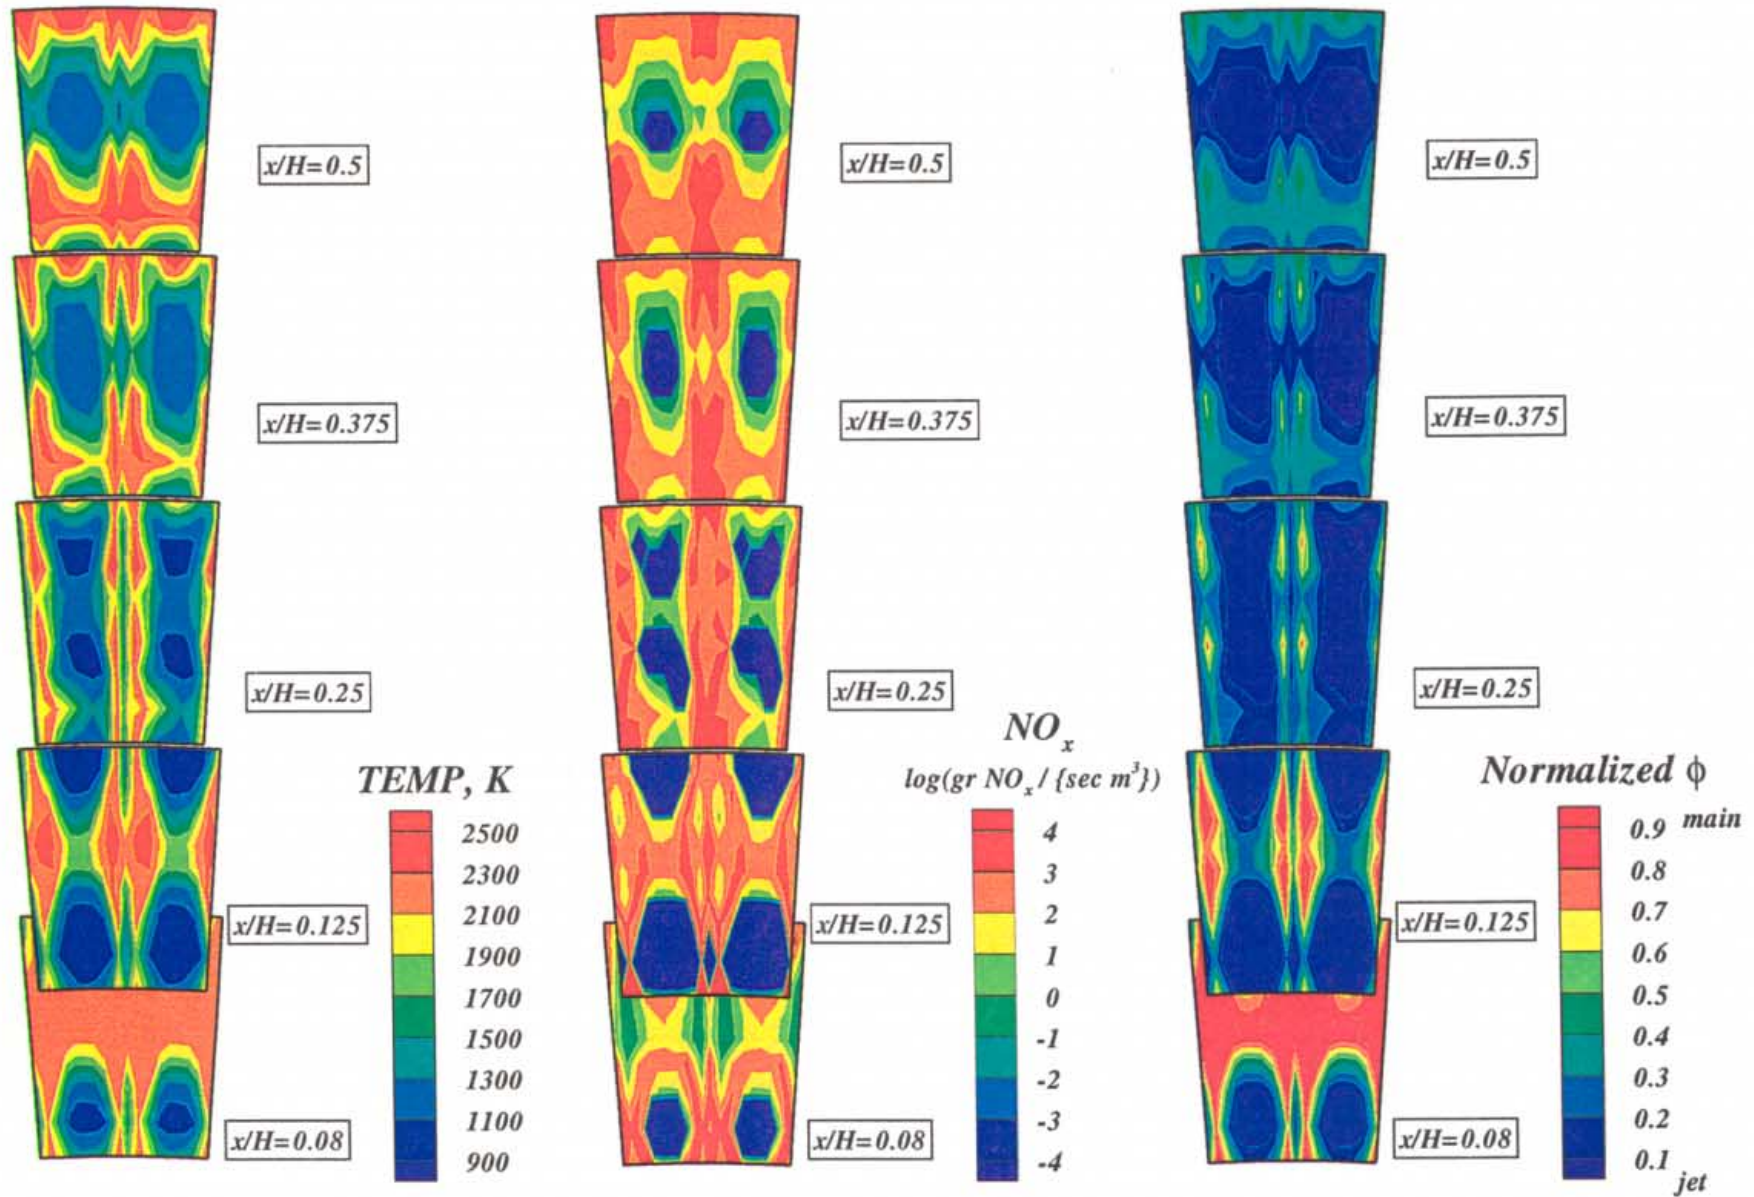 x/H=0.5
x/H=0.375
x/H=0.25
x/H=0.125
x/H=0.08
TEMP, K
2500
2300
2100
1900
1700
1500
1300
1100
900
x/H=0.5
x/H=0.375
x/H=0.25
x/H=0.125
x/H=0.08
NOₓ
log(gr NOₓ / {sec m³})
4
3
2
1
0
-1
-2
-3
-4
x/H=0.5
x/H=0.375
x/H=0.25
x/H=0.125
x/H=0.08
Normalized ϕ
0.9 main
0.8
0.7
0.6
0.5
0.4
0.3
0.2
0.1
jet